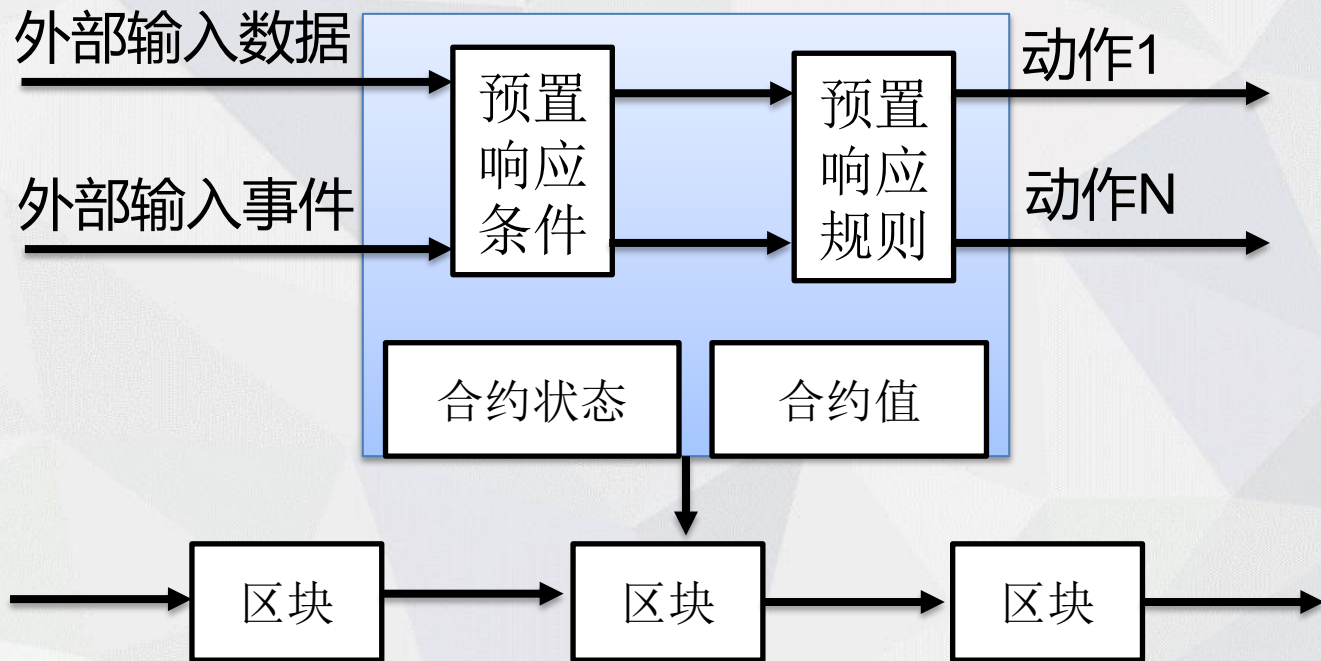 外部输入数据
动作1
预置
响应
条件
预置
响应
规则
外部输入事件
动作N
合约状态
合约值
区块
区块
区块